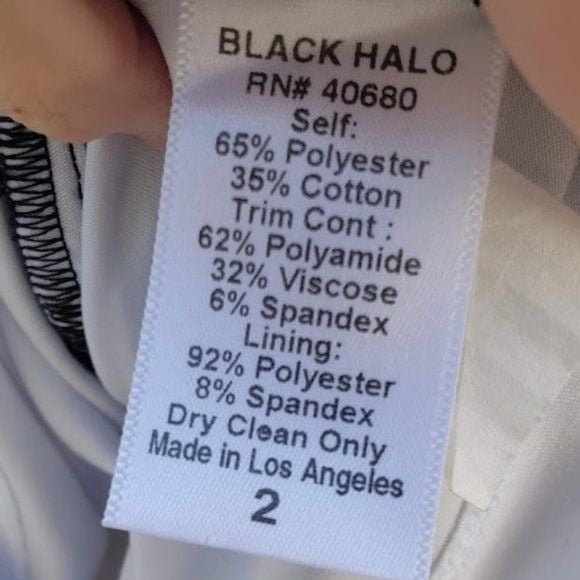 BLACK HALO
RN# 40680
Self:
65% Polyester
35% Cotton
Trim Cont :
62% Polyamide
32% Viscose
6% Spandex
Lining:
92% Polyester
8% Spandex
Dry Clean Only
Made in Los Angeles
2